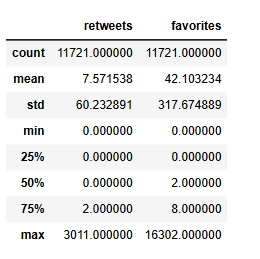 retweets favorites
count 11721.000000 11721.000000
mean 7.571538 42.103234
std 60.232891 317.674889
min 0.000000 0.000000
25% 0.000000 0.000000
50% 0.000000 2.000000
75% 2.000000 8.000000
max 3011.000000 16302.000000